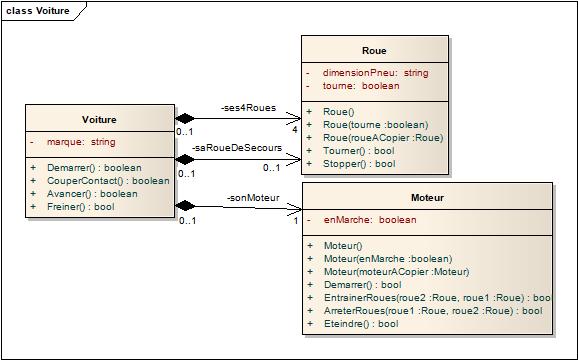 class Voiture
Roue
- dimensionPneu: string
- tourne: boolean
+ Roue()
+ Roue(tourne :boolean)
+ Roue(roueACopier :Roue)
+ Tourner() : bool
+ Stopper() : bool
Voiture
- marque: string
+ Demarrer() : boolean
+ CouperContact() : boolean
+ Avancer() : boolean
+ Freiner() : bool
-ses4Roues
0..1
4
-saRoueDeSecours
0..1
0..1
-sonMoteur
0..1
1
Moteur
- enMarche: boolean
+ Moteur()
+ Moteur(enMarche :boolean)
+ Moteur(moteurACopier :Moteur)
+ Demarrer() : bool
+ EntrainerRoues(roue2 :Roue, roue1 :Roue) : bool
+ ArreterRoues(roue1 :Roue, roue2 :Roue) : bool
+ Eteindre() : bool